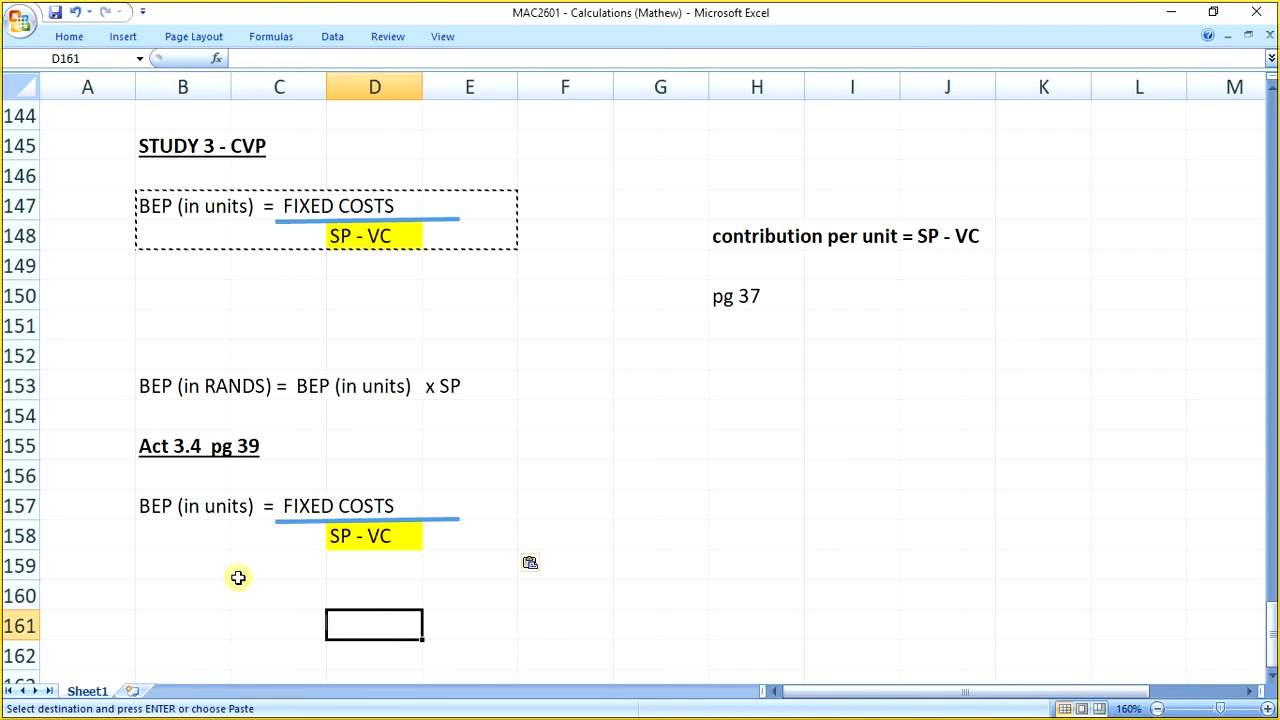 MAC2601 - Calculations (Mathew) - Microsoft Excel
Home Insert Page Layout Formulas Data Review View
D161 fx
A B C D E F G H I J K L M
144
145 STUDY 3 - CVP
146
147 BEP (in units) = FIXED COSTS
148 SP - VC contribution per unit = SP - VC
149
150 pg 37
151
152
153 BEP (in RANDS) = BEP (in units) x SP
154
155 Act 3.4 pg 39
156
157 BEP (in units) = FIXED COSTS
158 SP - VC
159
160
161
162
Sheet1
Select destination and press ENTER or choose Paste 160%